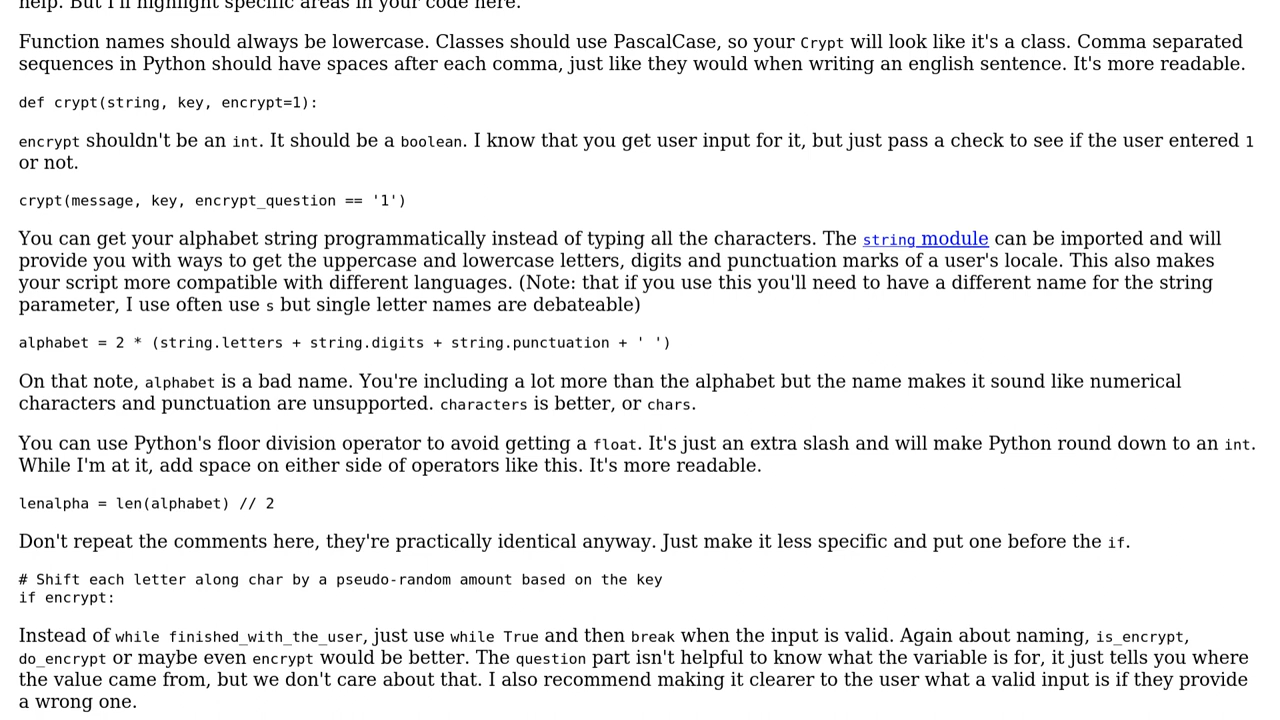 help. But I'll highlight specific areas in your code here.
Function names should always be lowercase. Classes should use PascalCase, so your Crypt will look like it's a class. Comma separated
sequences in Python should have spaces after each comma, just like they would when writing an english sentence. It's more readable.
def crypt(string, key, encrypt=1):
encrypt shouldn't be an int. It should be a boolean. I know that you get user input for it, but just pass a check to see if the user entered 1
or not.
crypt(message, key, encrypt_question == '1')
You can get your alphabet string programmatically instead of typing all the characters. The string module can be imported and will
provide you with ways to get the uppercase and lowercase letters, digits and punctuation marks of a user's locale. This also makes
your script more compatible with different languages. (Note: that if you use this you'll need to have a different name for the string
parameter, I use often use s but single letter names are debateable)
alphabet = 2 * (string.letters + string.digits + string.punctuation + ' ')
On that note, alphabet is a bad name. You're including a lot more than the alphabet but the name makes it sound like numerical
characters and punctuation are unsupported. characters is better, or chars.
You can use Python's floor division operator to avoid getting a float. It's just an extra slash and will make Python round down to an int.
While I'm at it, add space on either side of operators like this. It's more readable.
lenalpha = len(alphabet) // 2
Don't repeat the comments here, they're practically identical anyway. Just make it less specific and put one before the if.
# Shift each letter along char by a pseudo-random amount based on the key
if encrypt:
Instead of while finished_with_the_user, just use while True and then break when the input is valid. Again about naming, is_encrypt,
do_encrypt or maybe even encrypt would be better. The question part isn't helpful to know what the variable is for, it just tells you where
the value came from, but we don't care about that. I also recommend making it clearer to the user what a valid input is if they provide
a wrong one.